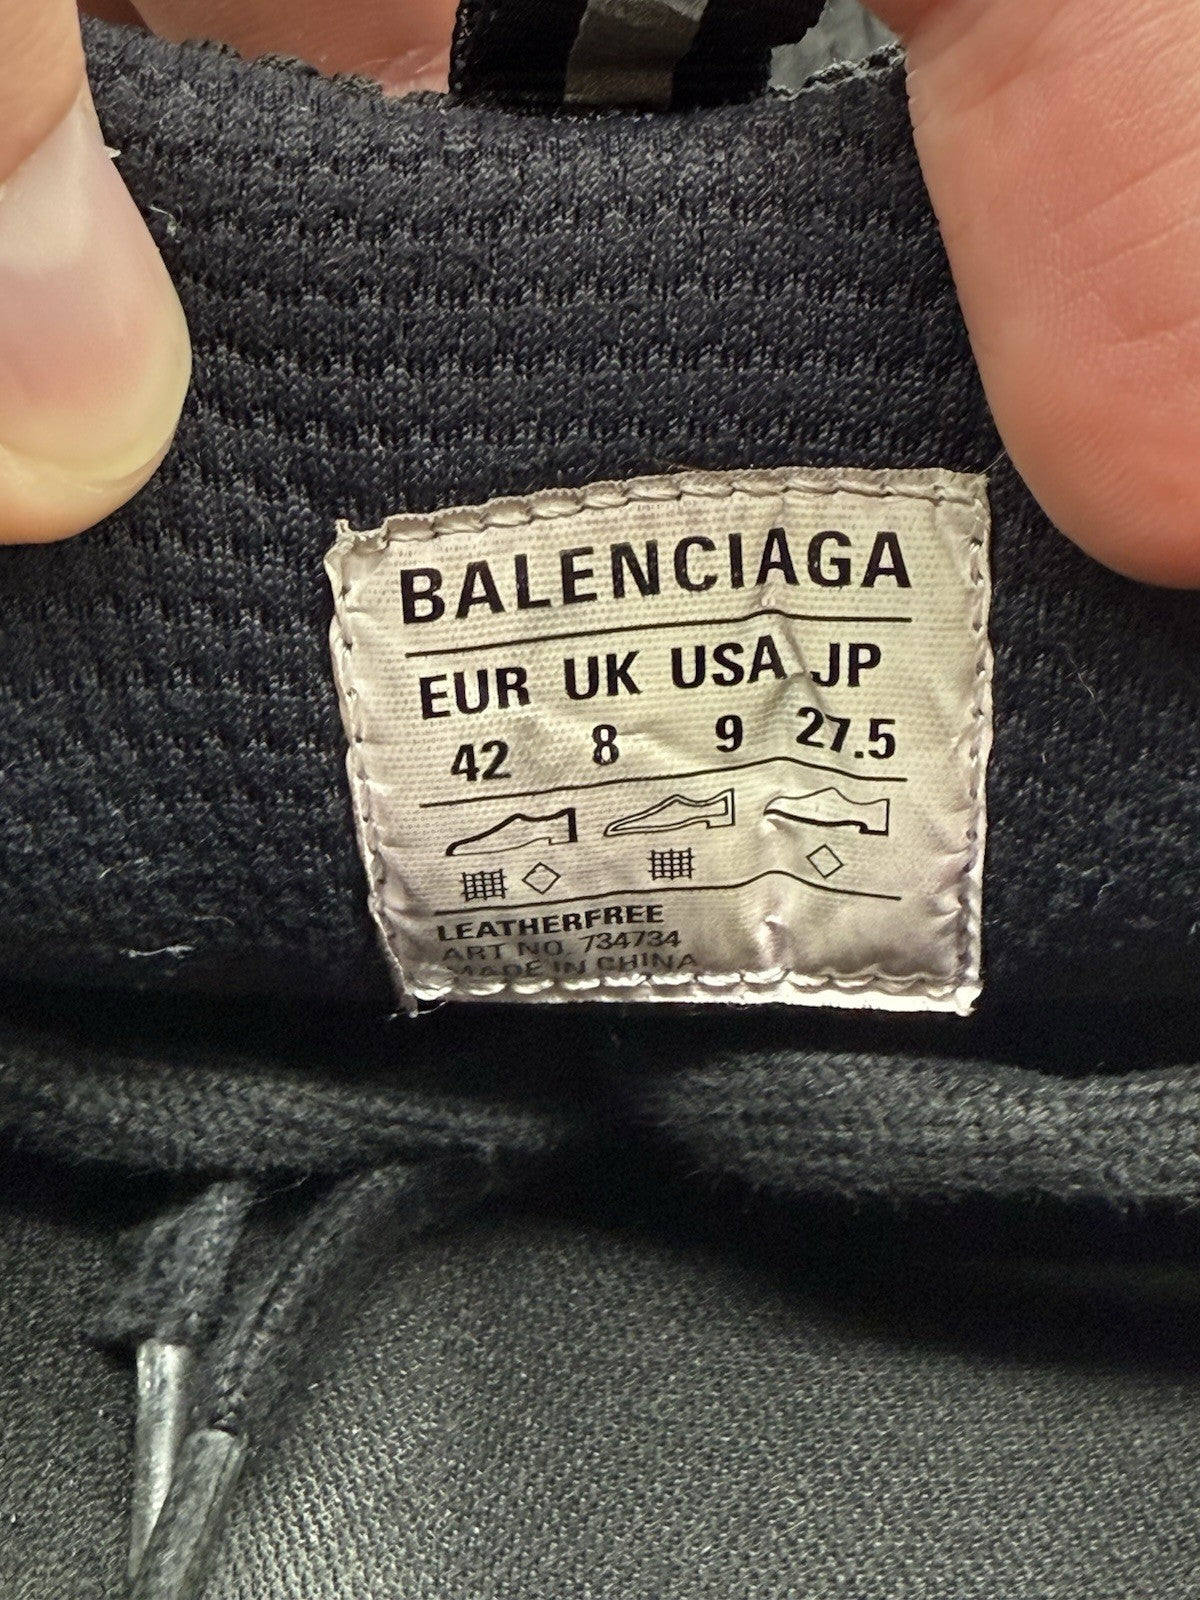 BALENCIAGA
EUR UK USA JP
42 8 9 27.5
LEATHERFREE
ART NO. 734734
MADE IN CHINA